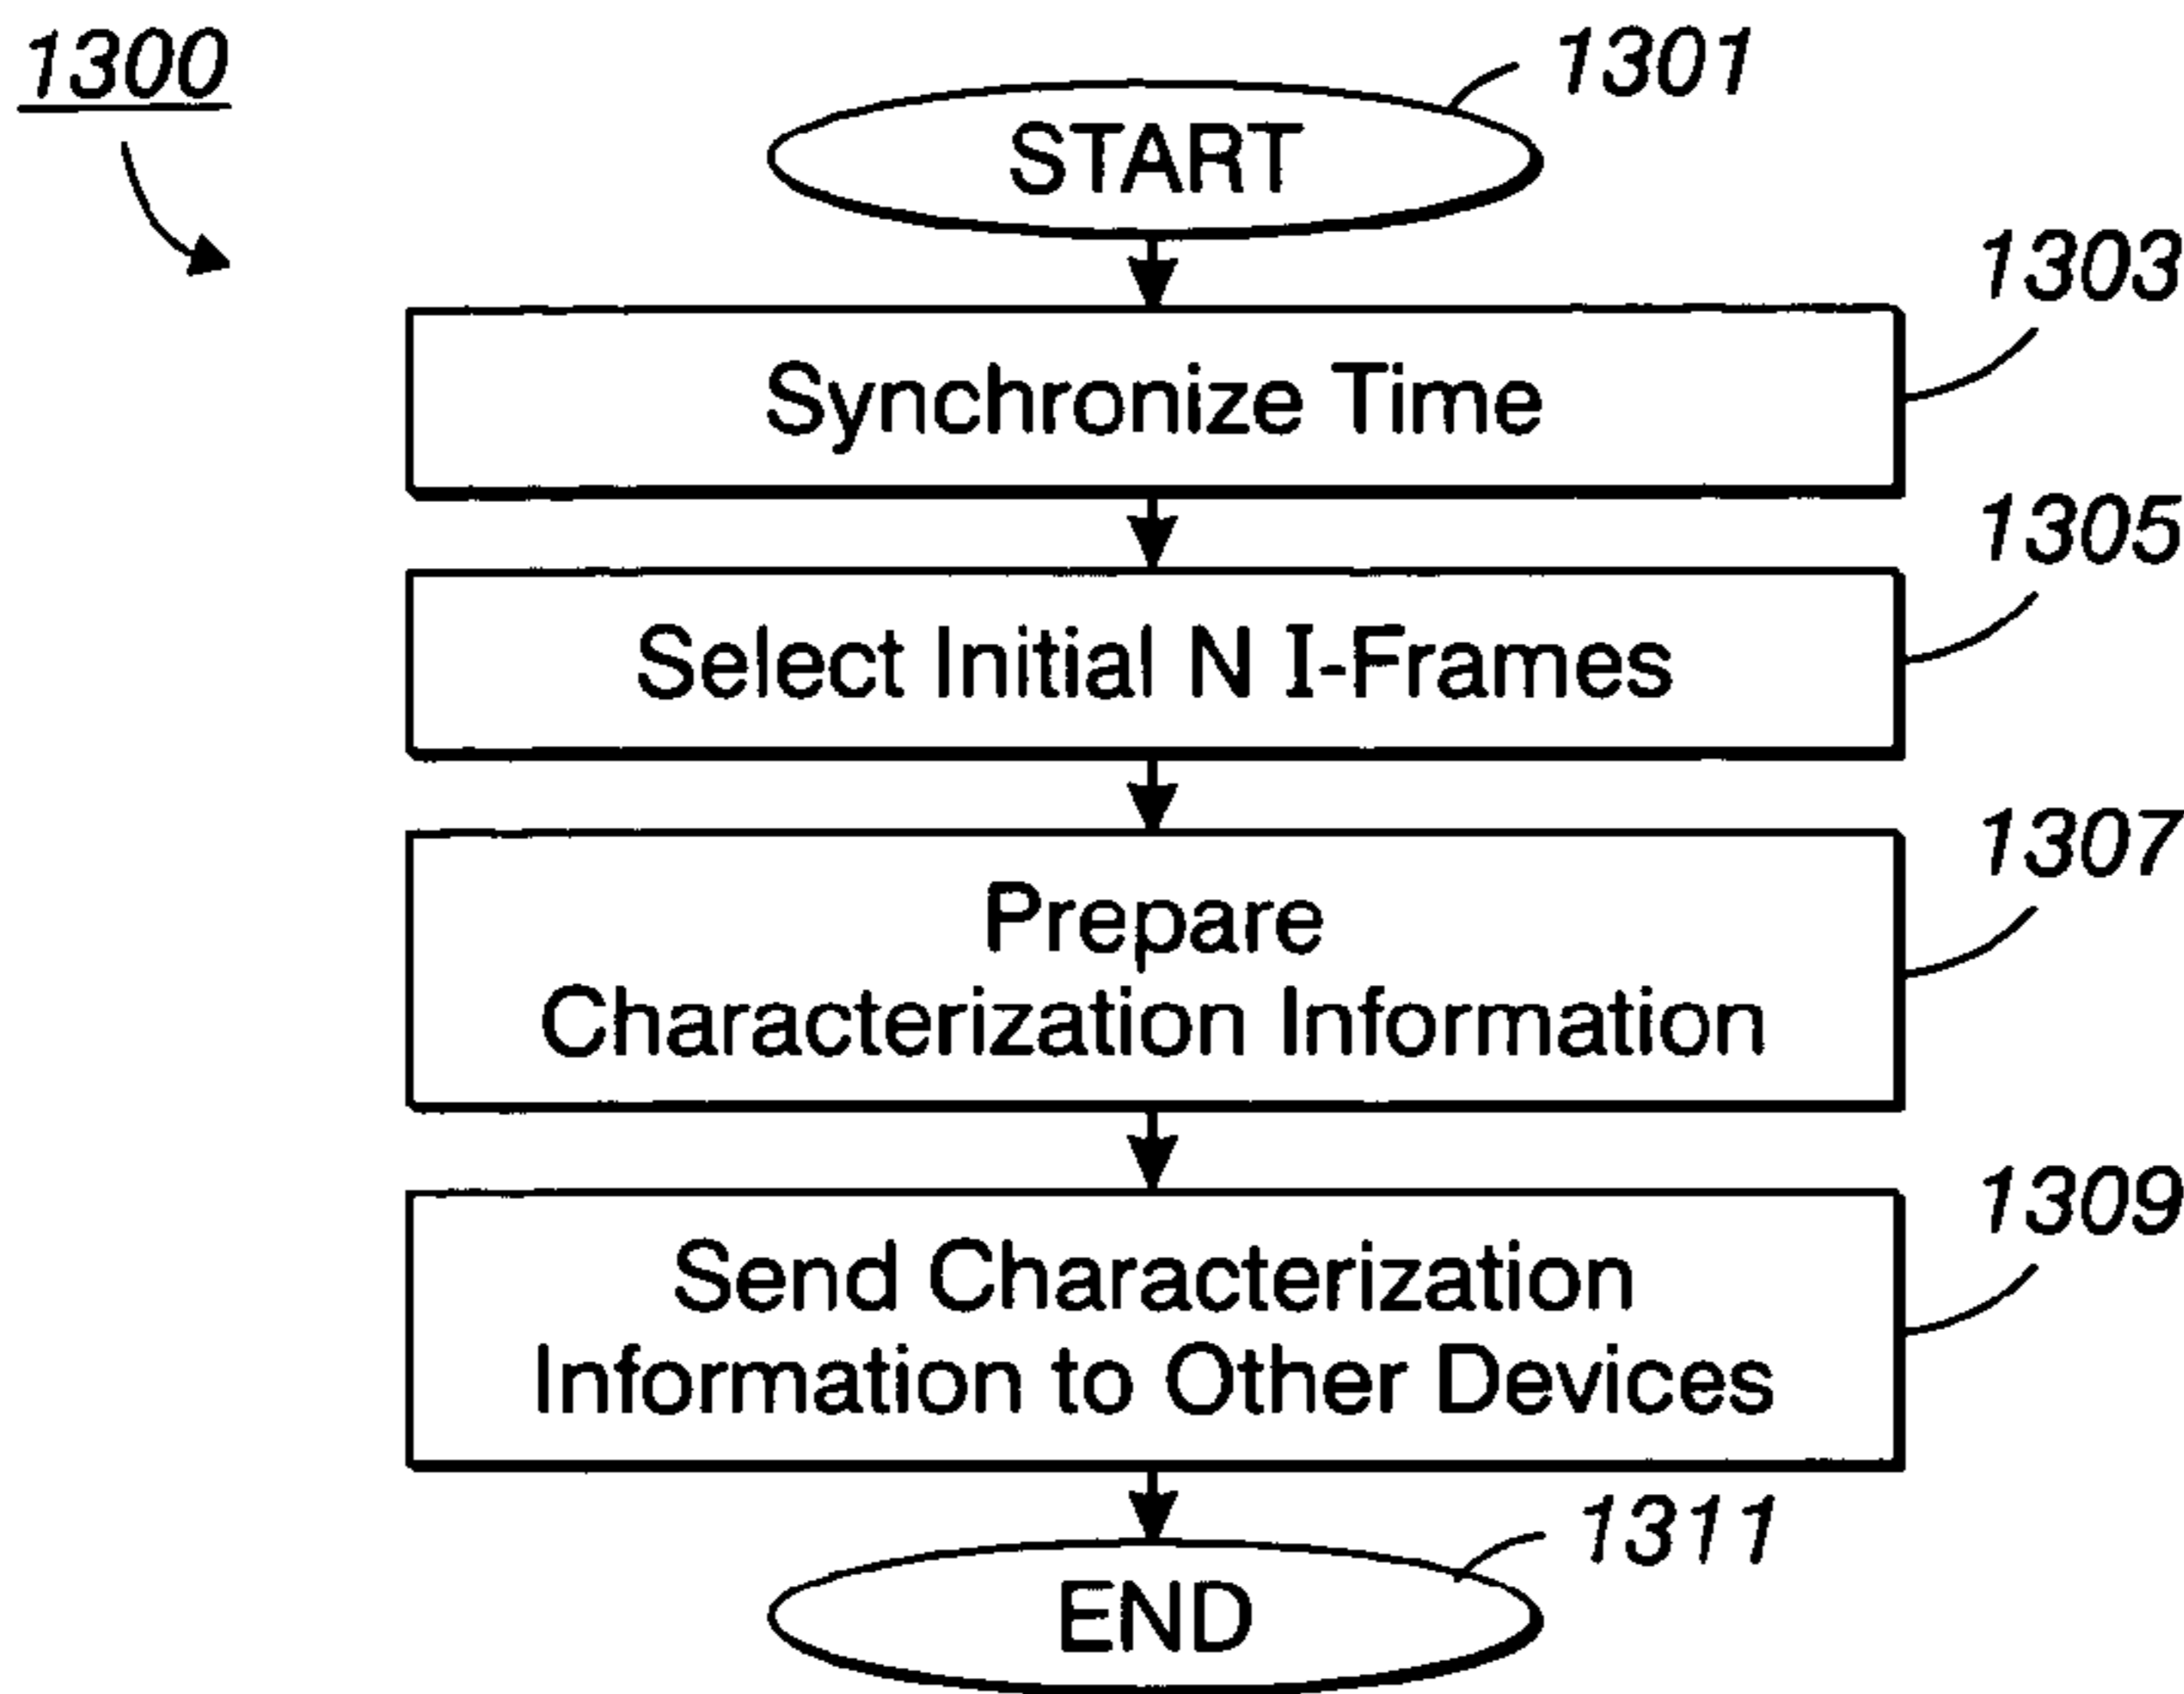 1300
1301
START
1303
Synchronize Time
1305
Select Initial N I-Frames
1307
Prepare
Characterization Information
1309
Send Characterization
Information to Other Devices
1311
END